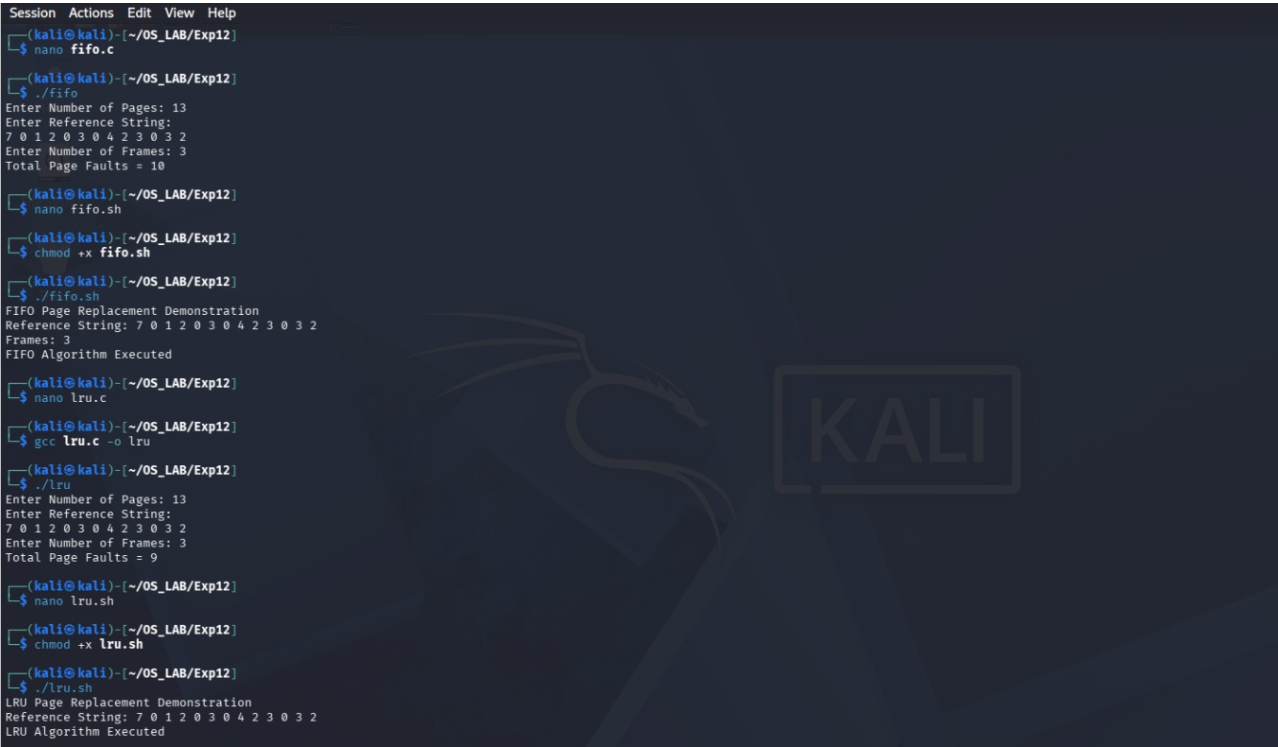 Session Actions Edit View Help
┌──(kali㉿kali)-[~/OS_LAB/Exp12]
└─$ nano fifo.c
┌──(kali㉿kali)-[~/OS_LAB/Exp12]
└─$ ./fifo
Enter Number of Pages: 13
Enter Reference String:
7 0 1 2 0 3 0 4 2 3 0 3 2
Enter Number of Frames: 3
Total Page Faults = 10
┌──(kali㉿kali)-[~/OS_LAB/Exp12]
└─$ nano fifo.sh
┌──(kali㉿kali)-[~/OS_LAB/Exp12]
└─$ chmod +x fifo.sh
┌──(kali㉿kali)-[~/OS_LAB/Exp12]
└─$ ./fifo.sh
FIFO Page Replacement Demonstration
Reference String: 7 0 1 2 0 3 0 4 2 3 0 3 2
Frames: 3
FIFO Algorithm Executed
┌──(kali㉿kali)-[~/OS_LAB/Exp12]
└─$ nano lru.c
┌──(kali㉿kali)-[~/OS_LAB/Exp12]
└─$ gcc lru.c -o lru
┌──(kali㉿kali)-[~/OS_LAB/Exp12]
└─$ ./lru
Enter Number of Pages: 13
Enter Reference String:
7 0 1 2 0 3 0 4 2 3 0 3 2
Enter Number of Frames: 3
Total Page Faults = 9
┌──(kali㉿kali)-[~/OS_LAB/Exp12]
└─$ nano lru.sh
┌──(kali㉿kali)-[~/OS_LAB/Exp12]
└─$ chmod +x lru.sh
┌──(kali㉿kali)-[~/OS_LAB/Exp12]
└─$ ./lru.sh
LRU Page Replacement Demonstration
Reference String: 7 0 1 2 0 3 0 4 2 3 0 3 2
LRU Algorithm Executed
KALI